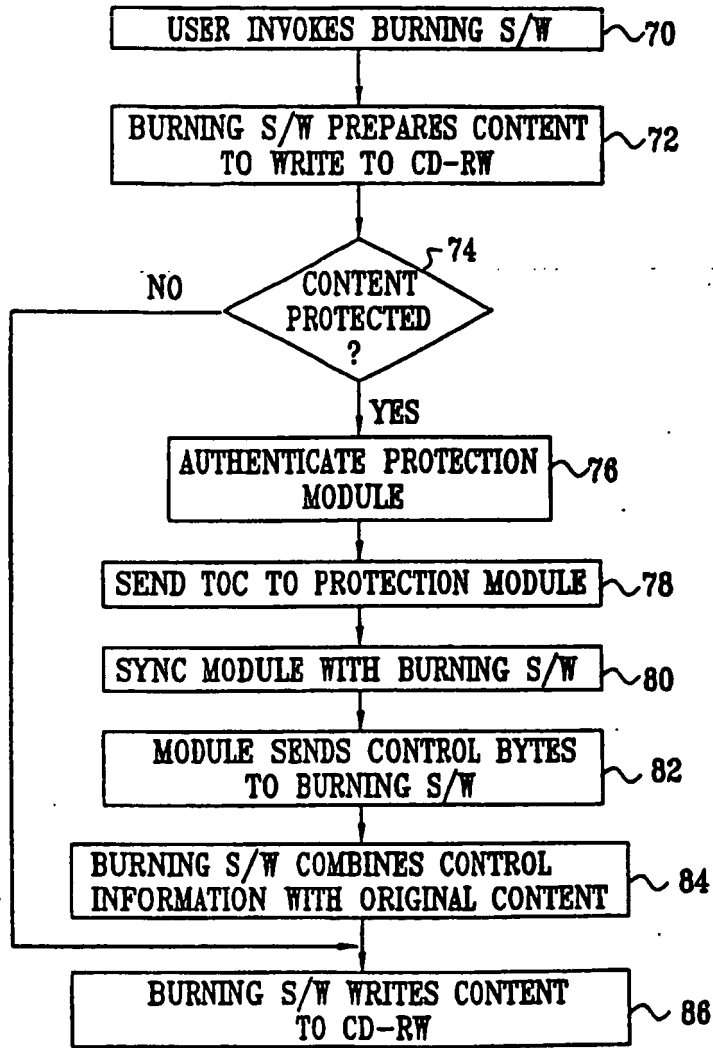 USER INVOKES BURNING S/W
70
BURNING S/W PREPARES CONTENT
TO WRITE TO CD-RW
72
74
CONTENT
PROTECTED
?
NO
YES
AUTHENTICATE PROTECTION
MODULE
76
SEND TOC TO PROTECTION MODULE
78
SYNC MODULE WITH BURNING S/W
80
MODULE SENDS CONTROL BYTES
TO BURNING S/W
82
BURNING S/W COMBINES CONTROL
INFORMATION WITH ORIGINAL CONTENT
84
BURNING S/W WRITES CONTENT
TO CD-RW
86